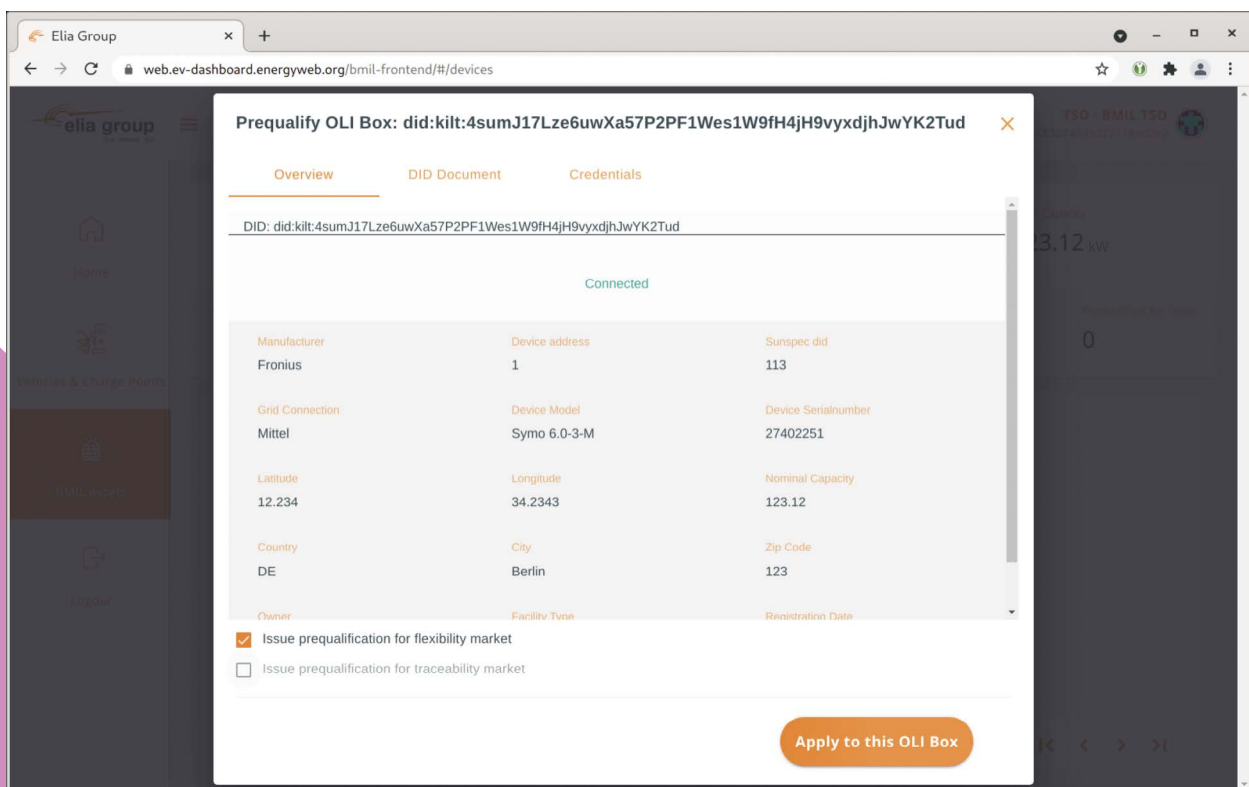 Elia Group
web.ev-dashboard.energyweb.org/bmil-frontend/#/devices
elia group
Prequalify OLI Box: did:kilt:4sumJ17Lze6uwXa57P2PF1Wes1W9fH4jH9vyxdjhJwYK2Tud
TSO - BMIL TSO
Overview DID Document Credentials
DID: did:kilt:4sumJ17Lze6uwXa57P2PF1Wes1W9fH4jH9vyxdjhJwYK2Tud
23.12 kW
Home
Connected
0
Manufacturer Device address Sunspec did
Fronius 1 113
Vehicles & Charge Points
Grid Connection Device Model Device Serialnumber
Mittel Symo 6.0-3-M 27402251
Latitude Longitude Nominal Capacity
12.234 34.2343 123.12
BMIL Assets
Country City Zip Code
DE Berlin 123
Logout
Owner Facility Type Registration Date
Issue prequalification for flexibility market
Issue prequalification for traceability market
Apply to this OLI Box